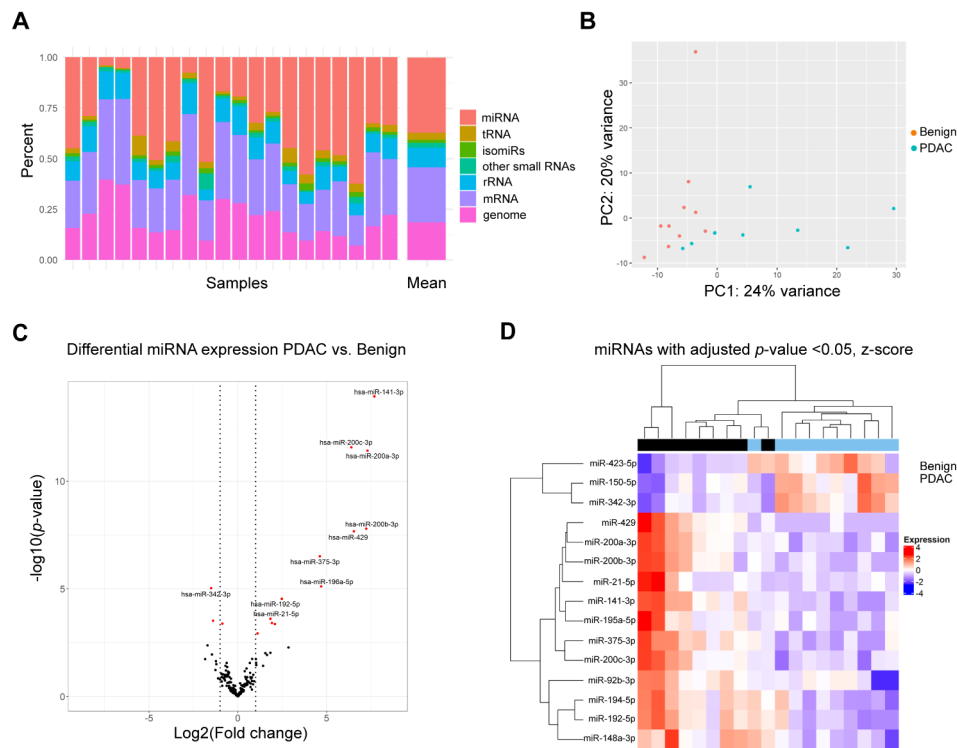 A
1.00
0.75
0.50
0.25
0.00
Percent
Samples
Mean
miRNA
tRNA
isomiRs
other small RNAs
rRNA
mRNA
genome
B
30
20
10
0
-10
PC2: 20% variance
-10
0
10
20
30
PC1: 24% variance
Benign
PDAC
C
Differential miRNA expression PDAC vs. Benign
hsa-miR-141-3p
hsa-miR-200c-3p
hsa-miR-200a-3p
hsa-miR-200b-3p
hsa-miR-429
hsa-miR-375-3p
hsa-miR-196a-5p
hsa-miR-342-3p
hsa-miR-192-5p
hsa-miR-21-5p
10
5
0
-log10(p-value)
-5
0
5
Log2(Fold change)
D
miRNAs with adjusted p-value <0.05, z-score
miR-423-5p
miR-150-5p
miR-342-3p
miR-429
miR-200a-3p
miR-200b-3p
miR-21-5p
miR-141-3p
miR-195a-5p
miR-375-3p
miR-200c-3p
miR-92b-3p
miR-194-5p
miR-192-5p
miR-148a-3p
Benign
PDAC
Expression
4
2
0
-2
-4